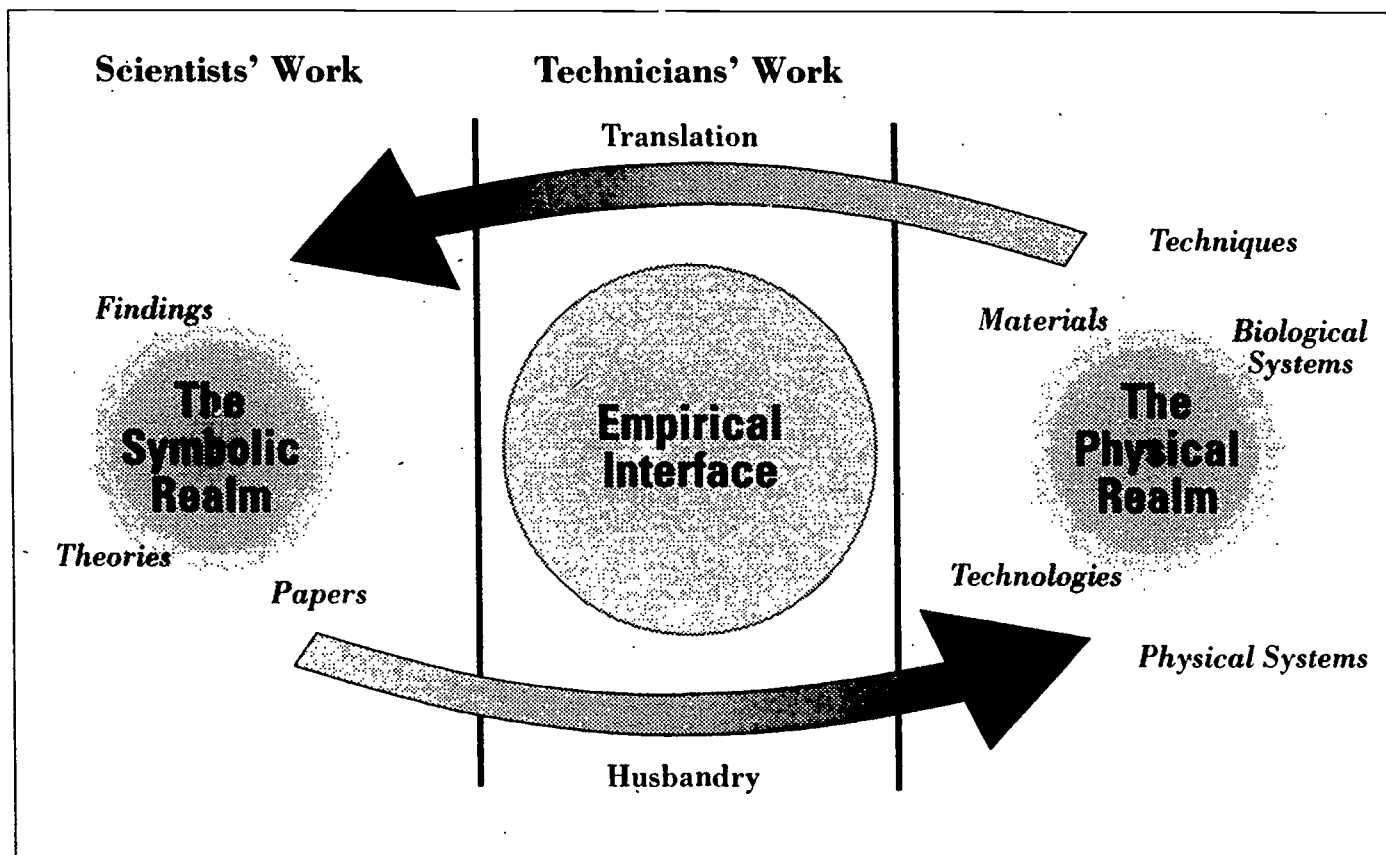 Scientists' Work
Technicians' Work
Translation
Techniques
Findings
Materials
Biological
Systems
The
Symbolic
Realm
Empirical
Interface
The
Physical
Realm
Theories
Papers
Technologies
Physical Systems
Husbandry